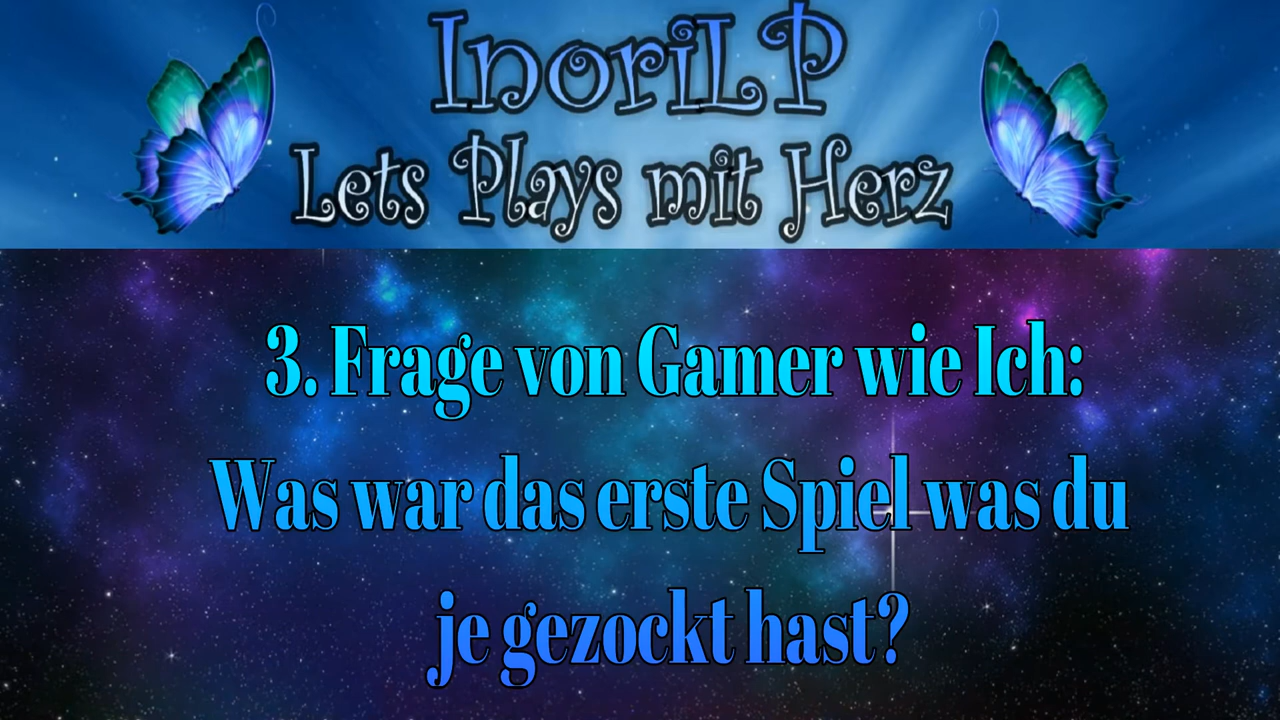 InoriLP
Lets Plays mit Herz
3. Frage von Gamer wie Ich:
Was war das erste Spiel was du
je gezockt hast?